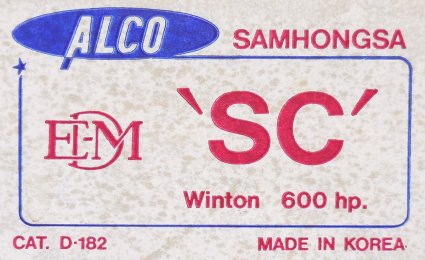 ALCO SAMHONGSA
EMD
'SC'
Winton 600 hp.
CAT. D-182 MADE IN KOREA